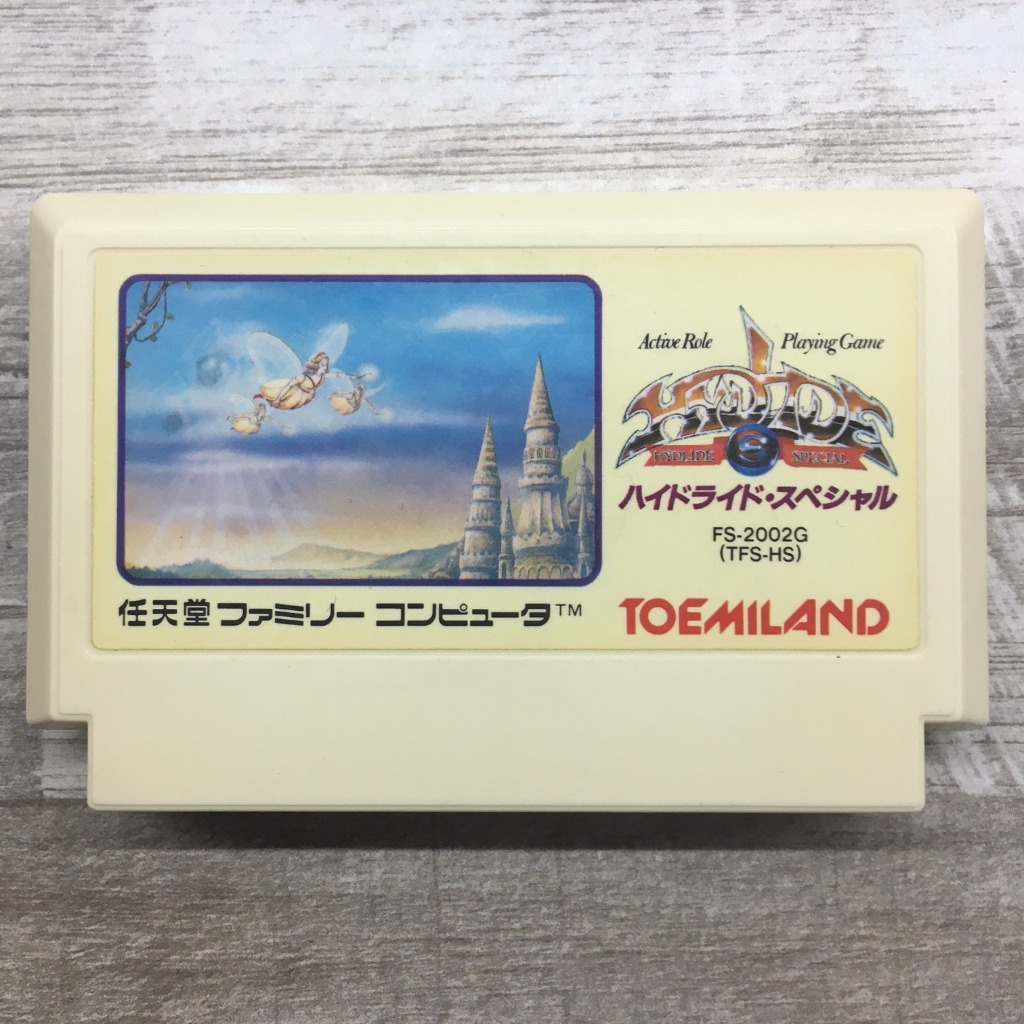 Active Role Playing Game
HYDLIDE
S
HYDLIDE SPECIAL
ハイドライド・スペシャル
FS-2002G
(TFS-HS)
任天堂 ファミリー コンピュータ™
TOEMILAND